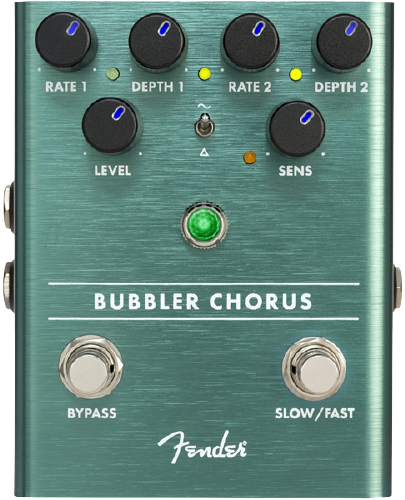 RATE 1 DEPTH 1 RATE 2 DEPTH 2
LEVEL SENS
BUBBLER CHORUS
BYPASS SLOW/FAST
Fender